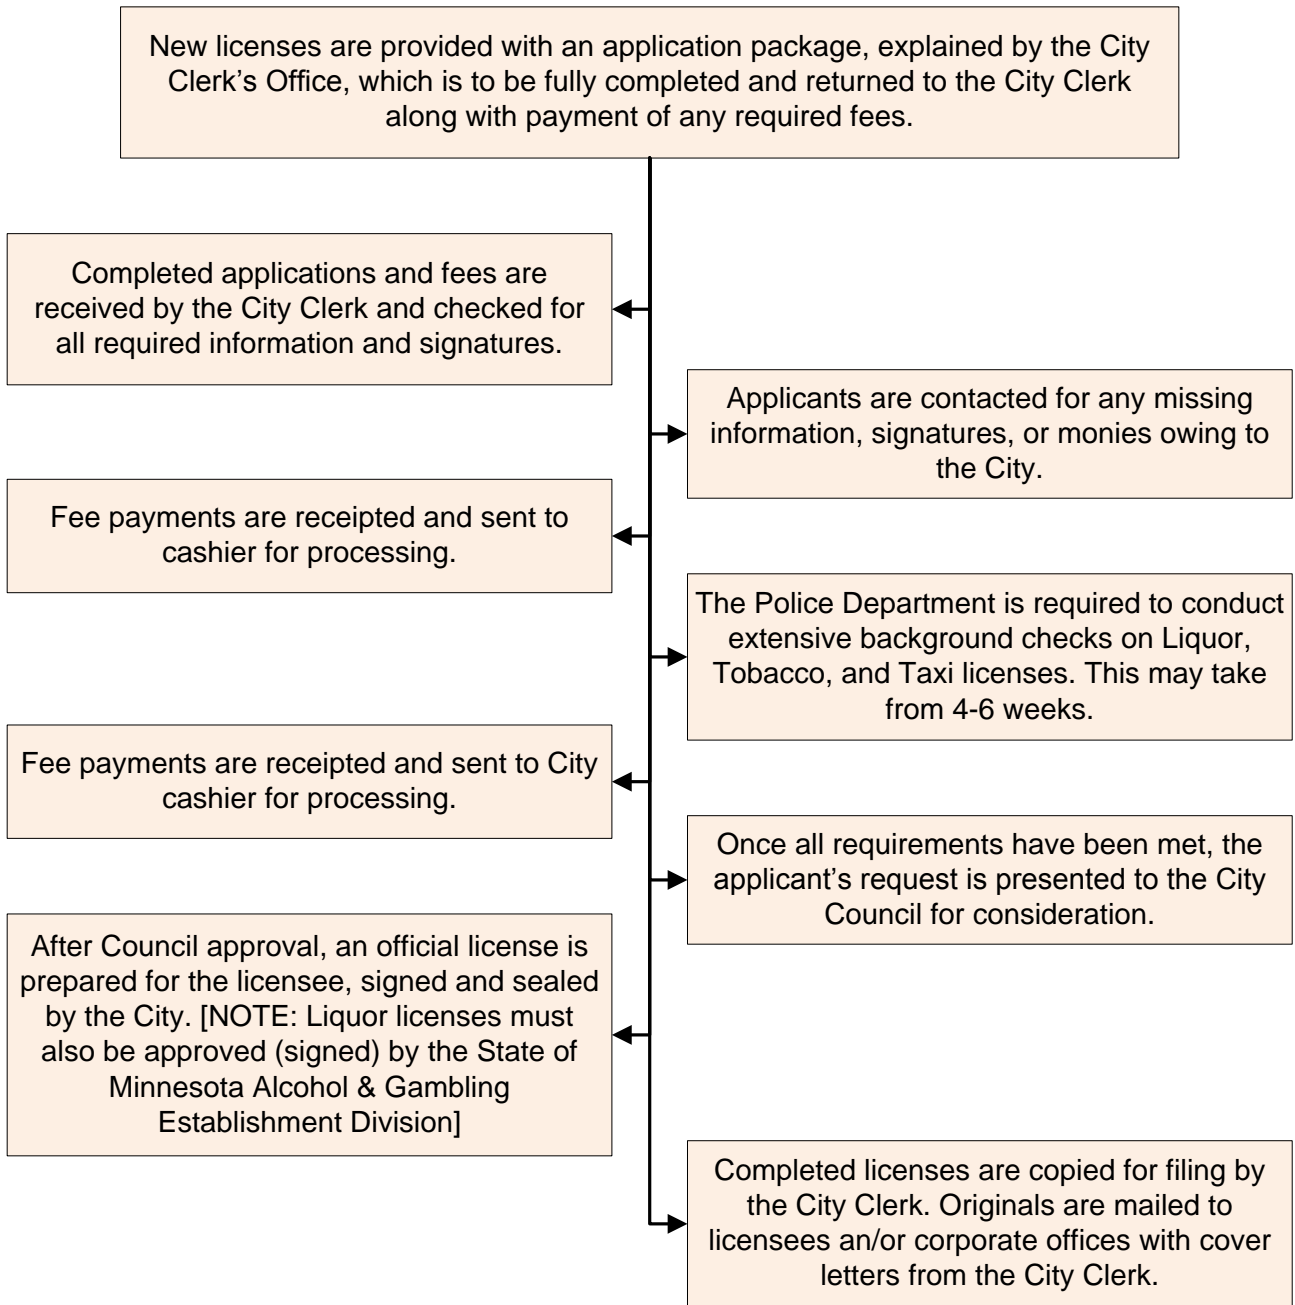 New licenses are provided with an application package, explained by the City
Clerk’s Office, which is to be fully completed and returned to the City Clerk
along with payment of any required fees.
Completed applications and fees are
received by the City Clerk and checked for
all required information and signatures.
Applicants are contacted for any missing
information, signatures, or monies owing to
the City.
Fee payments are receipted and sent to
cashier for processing.
The Police Department is required to conduct
extensive background checks on Liquor,
Tobacco, and Taxi licenses. This may take
from 4-6 weeks.
Fee payments are receipted and sent to City
cashier for processing.
Once all requirements have been met, the
applicant’s request is presented to the City
Council for consideration.
After Council approval, an official license is
prepared for the licensee, signed and sealed
by the City. [NOTE: Liquor licenses must
also be approved (signed) by the State of
Minnesota Alcohol & Gambling
Establishment Division]
Completed licenses are copied for filing by
the City Clerk. Originals are mailed to
licensees an/or corporate offices with cover
letters from the City Clerk.